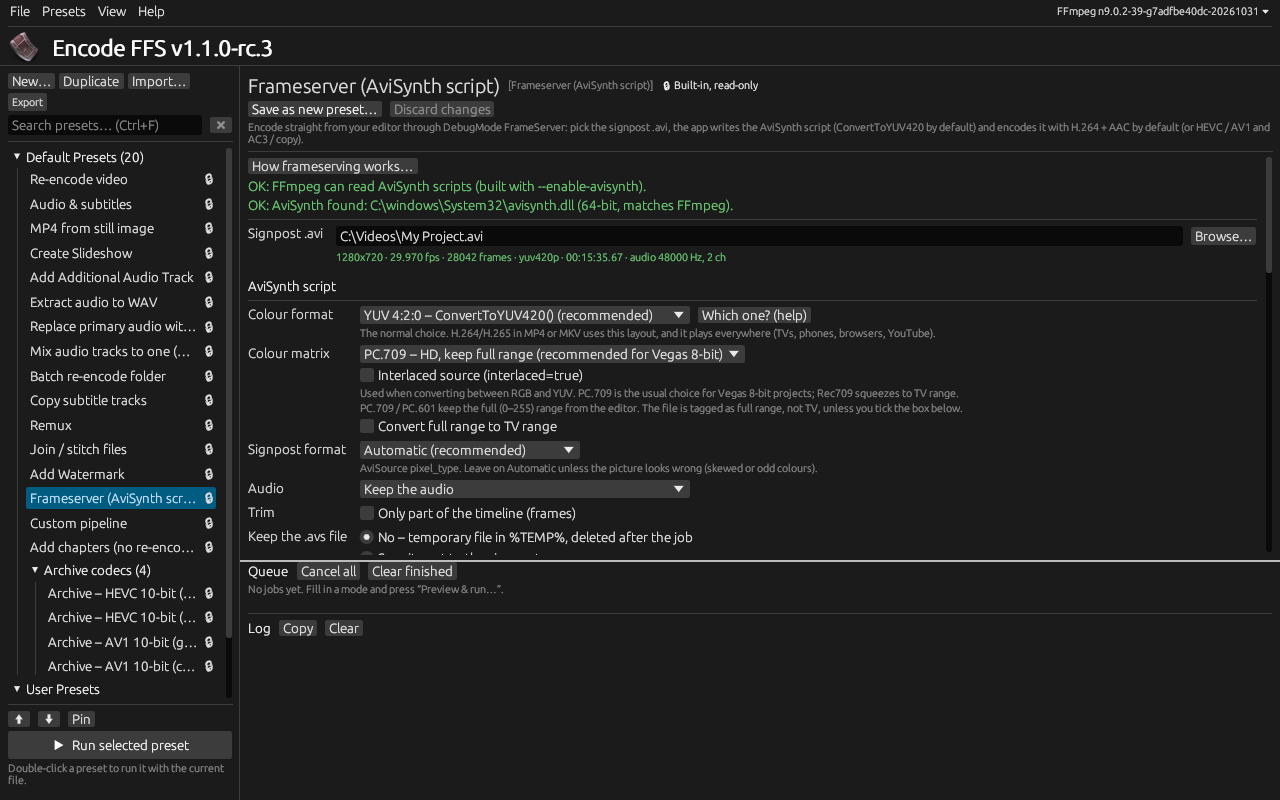 File Presets View Help
FFmpeg n9.0.2-39-g7adfbe40dc-20261031
Encode FFS v1.1.0-rc.3
New… Duplicate Import…
Export
Search presets… (Ctrl+F)
Default Presets (20)
Re-encode video
Audio & subtitles
MP4 from still image
Create Slideshow
Add Additional Audio Track
Extract audio to WAV
Replace primary audio wit…
Mix audio tracks to one (…
Batch re-encode folder
Copy subtitle tracks
Remux
Join / stitch files
Add Watermark
Frameserver (AviSynth scr…
Custom pipeline
Add chapters (no re-enco…
Archive codecs (4)
Archive – HEVC 10-bit (…
Archive – HEVC 10-bit (…
Archive – AV1 10-bit (g…
Archive – AV1 10-bit (c…
User Presets
Pin
Run selected preset
Double-click a preset to run it with the current
file.
Frameserver (AviSynth script) [Frameserver (AviSynth script)] Built-in, read-only
Save as new preset… Discard changes
Encode straight from your editor through DebugMode FrameServer: pick the signpost .avi, the app writes the AviSynth script (ConvertToYUV420 by default) and encodes it with H.264 + AAC by default (or HEVC / AV1 and
AC3 / copy).
How frameserving works…
OK: FFmpeg can read AviSynth scripts (built with --enable-avisynth).
OK: AviSynth found: C:\windows\System32\avisynth.dll (64-bit, matches FFmpeg).
Signpost .avi C:\Videos\My Project.avi Browse…
1280x720 · 29.970 fps · 28042 frames · yuv420p · 00:15:35.67 · audio 48000 Hz, 2 ch
AviSynth script
Colour format YUV 4:2:0 – ConvertToYUV420() (recommended) Which one? (help)
The normal choice. H.264/H.265 in MP4 or MKV uses this layout, and it plays everywhere (TVs, phones, browsers, YouTube).
Colour matrix PC.709 – HD, keep full range (recommended for Vegas 8-bit)
Interlaced source (interlaced=true)
Used when converting between RGB and YUV. PC.709 is the usual choice for Vegas 8-bit projects; Rec709 squeezes to TV range.
PC.709 / PC.601 keep the full (0–255) range from the editor. The file is tagged as full range, not TV, unless you tick the box below.
Convert full range to TV range
Signpost format Automatic (recommended)
AviSource pixel_type. Leave on Automatic unless the picture looks wrong (skewed or odd colours).
Audio Keep the audio
Trim Only part of the timeline (frames)
Keep the .avs file No – temporary file in %TEMP%, deleted after the job
Queue Cancel all Clear finished
No jobs yet. Fill in a mode and press “Preview & run…”.
Log Copy Clear